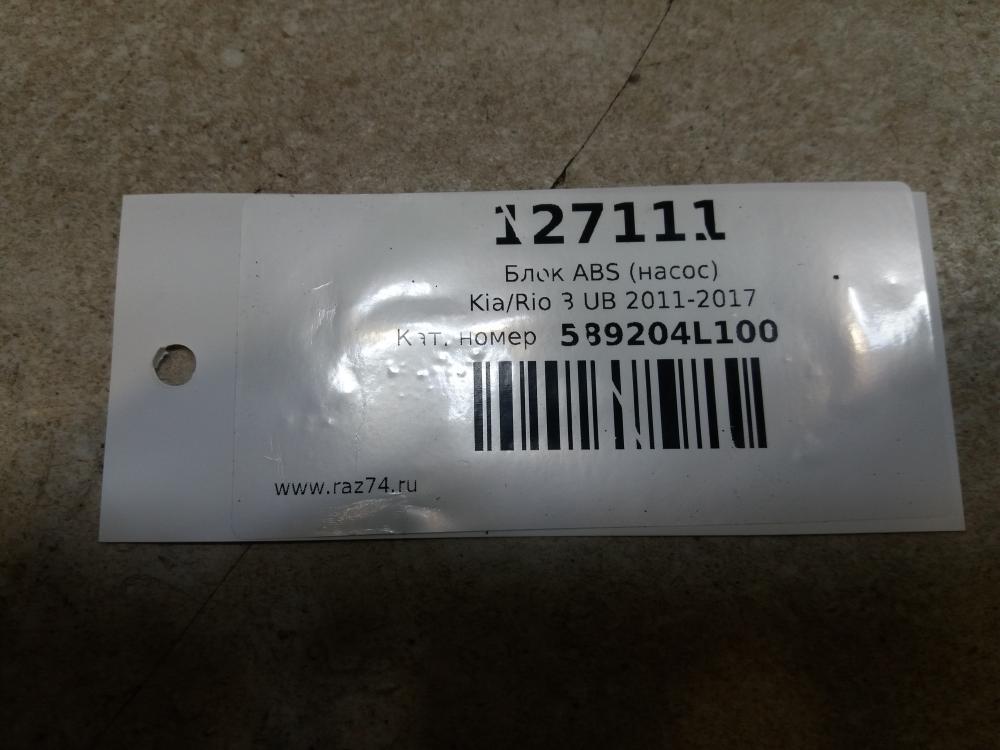 127111
Блок ABS (насос)
Kia/Rio 3 UB 2011-2017
Кат. номер 589204L100
www.raz74.ru